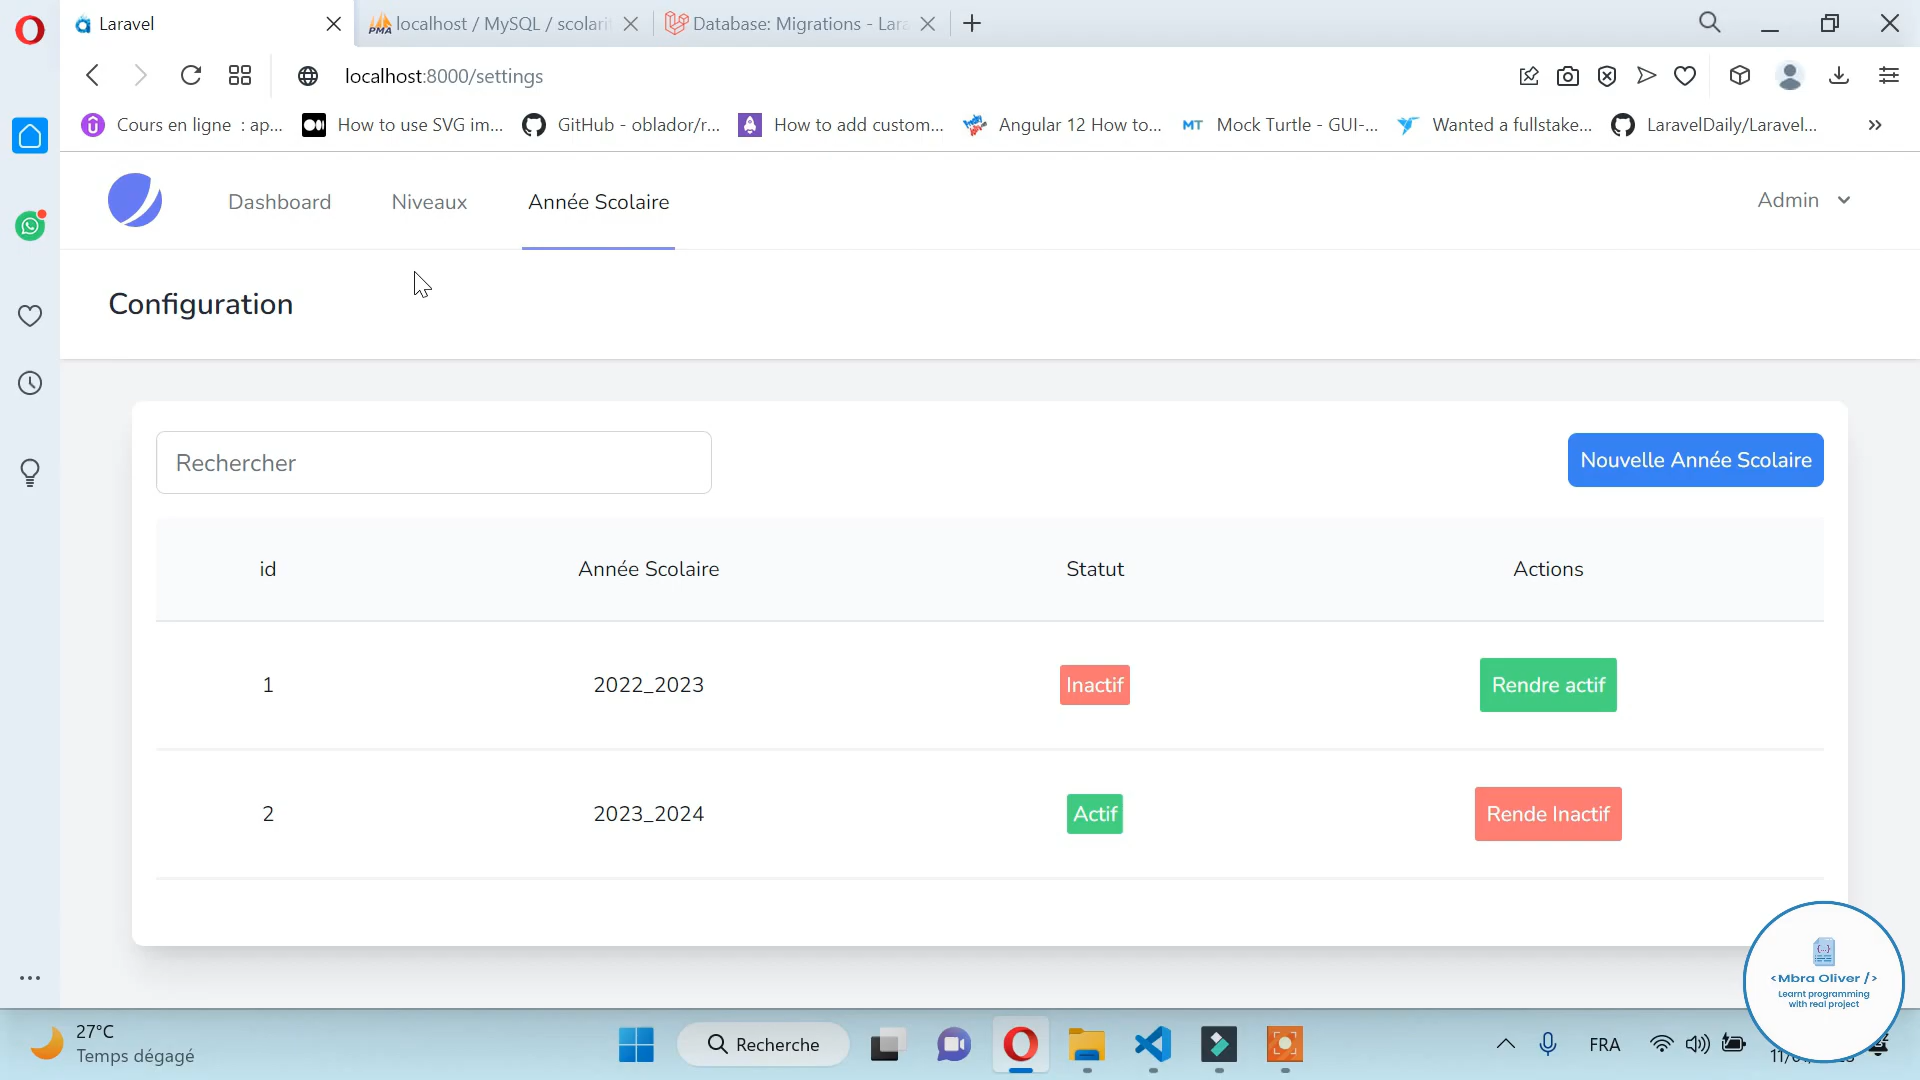 Laravel
localhost / MySQL / scolari
Database: Migrations - Lara
localhost:8000/settings
Cours en ligne : ap...
How to use SVG im...
GitHub - oblador/r...
How to add custom...
Angular 12 How to...
MT Mock Turtle - GUI-...
Wanted a fullstake...
LaravelDaily/Laravel...
Dashboard
Niveaux
Année Scolaire
Admin
Configuration
Rechercher
Nouvelle Année Scolaire
id Année Scolaire Statut Actions
1 2022_2023 Inactif Rendre actif
2 2023_2024 Actif Rende Inactif
<Mbra Oliver />
Learnt programming
with real project
27°C
Temps dégagé
Recherche
FRA